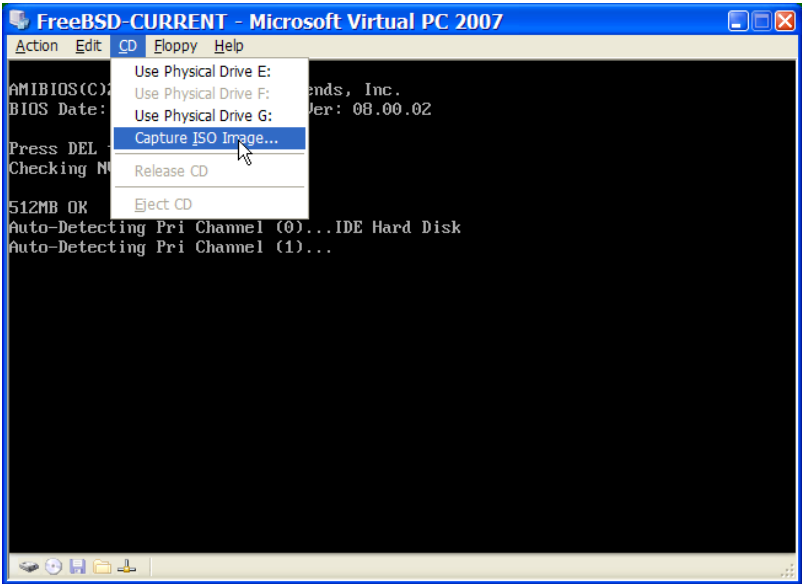 FreeBSD-CURRENT - Microsoft Virtual PC 2007
Action Edit CD Floppy Help
Use Physical Drive E:
Use Physical Drive F:
Use Physical Drive G:
Capture ISO Image...
Release CD
Eject CD
AMIBIOS(C) ends, Inc.
BIOS Date: Ver: 08.00.02
Press DEL
Checking
512MB OK
Auto-Detecting Pri Channel (0)...IDE Hard Disk
Auto-Detecting Pri Channel (1)...